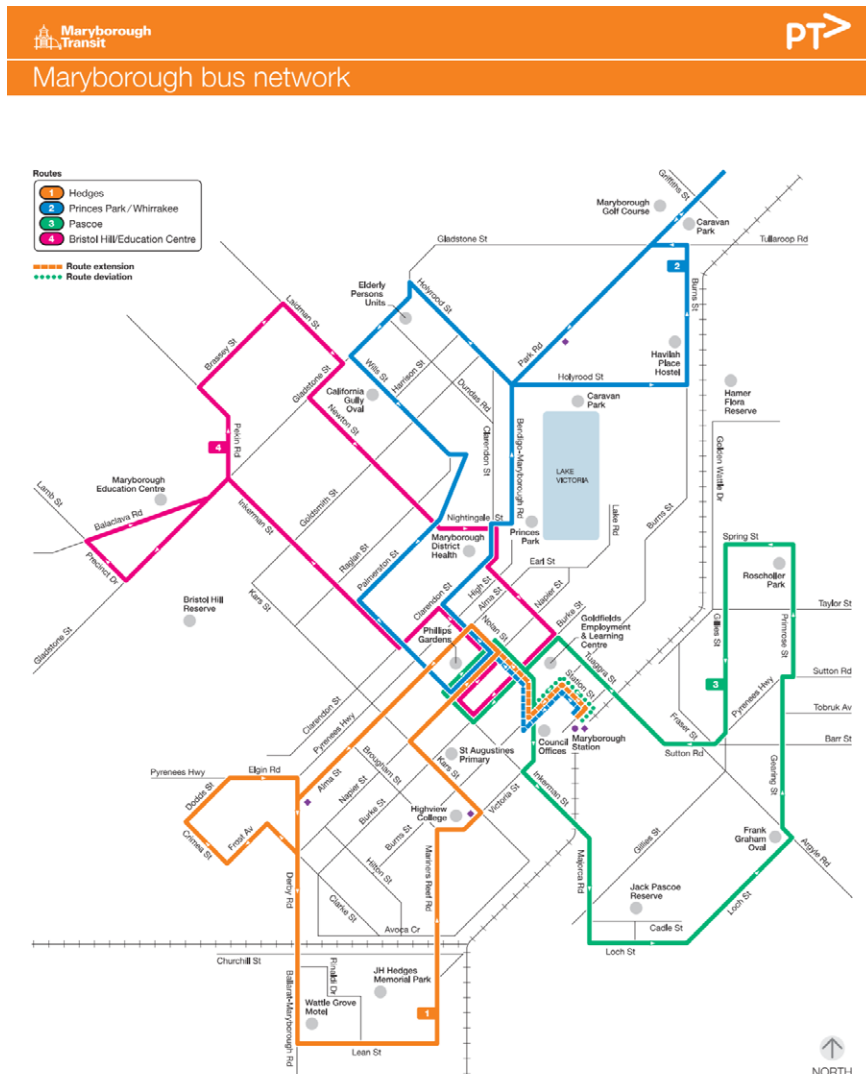 Maryborough
Transit
PT>
Maryborough bus network
Routes
1 Hedges
2 Princes Park/Whirrakee
3 Pascoe
4 Bristol Hill/Education Centre
Route extension
Route deviation
Griffiths St
Maryborough
Golf Course
Caravan
Park
Gladstone St
Tullaroop Rd
2
Elderly
Persons
Units
Holyrood St
Laidman St
Burns St
Brassey St
Park Rd
Havilah
Place
Hostel
Wills St
Harrison St
Gladstone St
Dundas Rd
Holyrood St
California
Gully
Oval
Caravan
Park
Hamer
Flora
Reserve
Newton St
Clarendon St
Bendigo-Maryborough Rd
Pekin Rd
4
LAKE
VICTORIA
Golden Wattle Dr
Maryborough
Education Centre
Lamb St
Balaclava Rd
Inkerman St
Goldsmith St
Nightingale St
Princes
Park
Lake Rd
Burns St
Maryborough
District
Health
Spring St
Precinct Dr
Raglan St
Earl St
Roscholler
Park
Palmerston St
High St
Alma St
Napier St
Kars St
Clarendon St
Burke St
Bristol Hill
Reserve
Goldfields
Employment
& Learning
Centre
Gillies St
Primrose St
Taylor St
Nolan St
Phillips
Gardens
Gladstone St
Tuaggra St
Station St
3
Pyrenees Hwy
Sutton Rd
Clarendon St
Tobruk Av
Pyrenees Hwy
Council
Offices
Maryborough
Station
Fraser St
Barr St
Sutton Rd
St Augustines
Primary
Kars St
Brougham St
Pyrenees Hwy
Elgin Rd
Alma St
Napier St
Inkerman St
Gearing St
Dodds St
Burke St
Highview
College
Victoria St
Crimea St
Frost Av
Burns St
Gillies St
Frank
Graham
Oval
Argyle Rd
Hilton St
Mariners Reef Rd
Majorca Rd
Derby Rd
Clarke St
Jack Pascoe
Reserve
Loch St
Avoca Cr
Cadle St
Loch St
Churchill St
Rinaldi Dr
JH Hedges
Memorial Park
Ballarat-Maryborough Rd
Wattle Grove
Motel
1
Lean St
NORTH